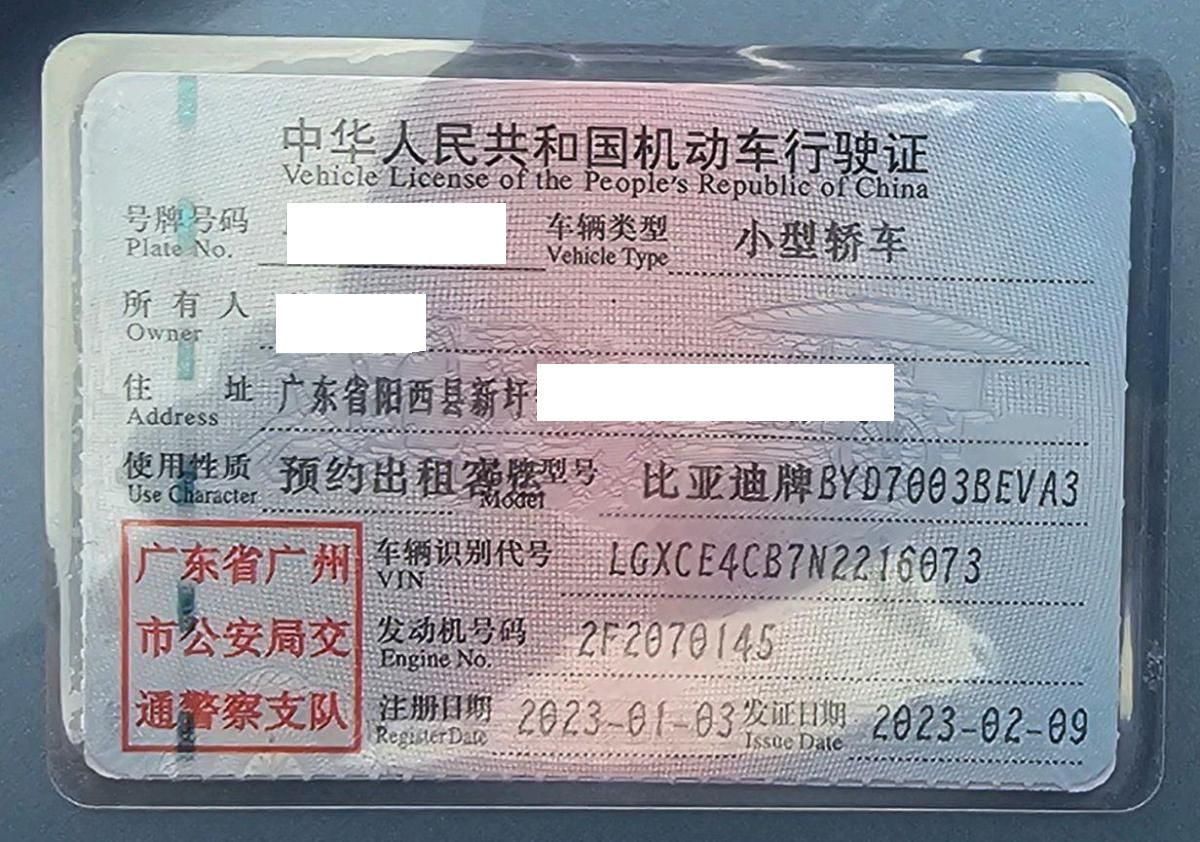 中华人民共和国机动车行驶证
Vehicle License of the People's Republic of China
号牌号码 车辆类型 小型轿车
Plate No. Vehicle Type
所有人
Owner
住址 广东省阳西县新圩
Address
使用性质 预约出租客运 品牌型号 比亚迪牌BYD7003BEVA3
Use Character Model
广东省广州
市公安局交
通警察支队
车辆识别代号 LGXCE4CB7N2216073
VIN
发动机号码 2F2070145
Engine No.
注册日期 2023-01-03 发证日期 2023-02-09
Register Date Issue Date